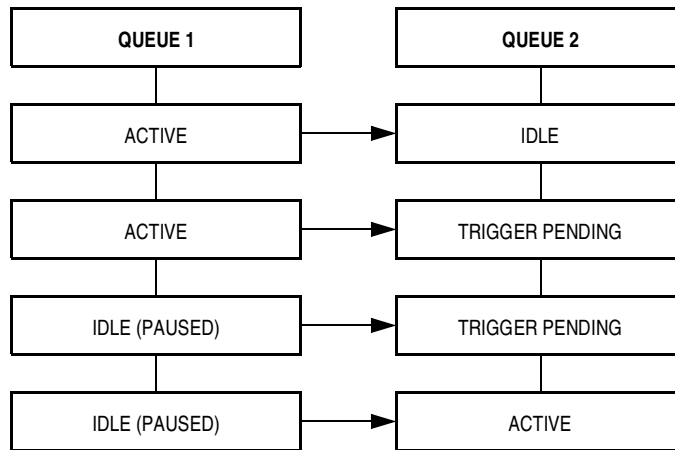 QUEUE 1
QUEUE 2
ACTIVE
IDLE
ACTIVE
TRIGGER PENDING
IDLE (PAUSED)
TRIGGER PENDING
IDLE (PAUSED)
ACTIVE